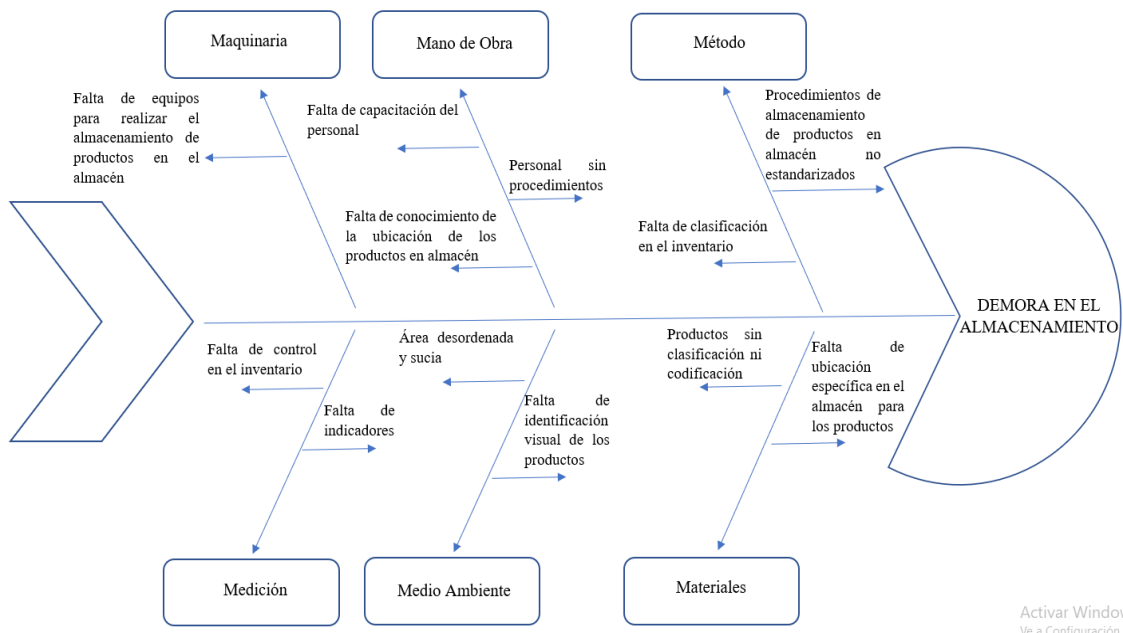 Maquinaria
Mano de Obra
Método
Falta de equipos
para realizar el
almacenamiento de
productos en el
almacén
Falta de capacitación del
personal
Personal sin
procedimientos
Falta de conocimiento de
la ubicación de los
productos en almacén
Procedimientos de
almacenamiento
de productos en
almacén no
estandarizados
Falta de clasificación
en el inventario
DEMORA EN EL
ALMACENAMIENTO
Falta de control
en el inventario
Falta de
indicadores
Área desordenada
y sucia
Falta de
identificación
visual de los
productos
Productos sin
clasificación ni
codificación
Falta de
ubicación
específica en el
almacén para
los productos
Medición
Medio Ambiente
Materiales
Activar Window
Ve a Configuración